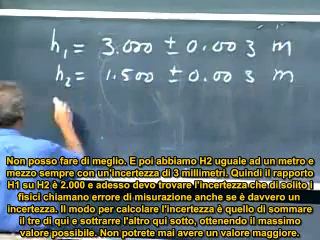 h₁ = 3.000 ± 0.003 m
h₂ = 1.500 ± 0.003 m
Non posso fare di meglio. E poi abbiamo H2 uguale ad un metro e
mezzo sempre con un'incertezza di 3 millimetri. Quindi il rapporto
H1 su H2 è 2.000 e adesso devo trovare l'incertezza che di solito i
fisici chiamano errore di misurazione anche se è davvero un
incertezza. Il modo per calcolare l'incertezza è quello di sommare
il tre di qui e sottrarre l'altro qui sotto, ottenendo il massimo
valore possibile. Non potrete mai avere un valore maggiore.